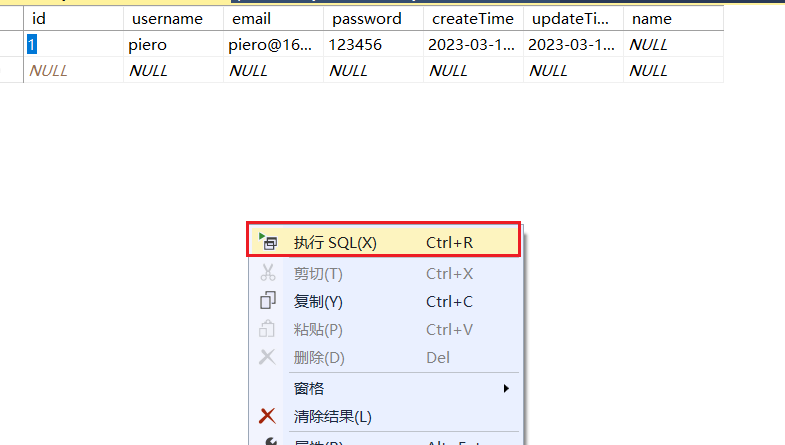 id username email password createTime updateTi... name
1 piero piero@16... 123456 2023-03-1... 2023-03-1... NULL
NULL NULL NULL NULL NULL NULL NULL
执行 SQL(X) Ctrl+R
剪切(T) Ctrl+X
复制(Y) Ctrl+C
粘贴(P) Ctrl+V
删除(D) Del
窗格
清除结果(L)